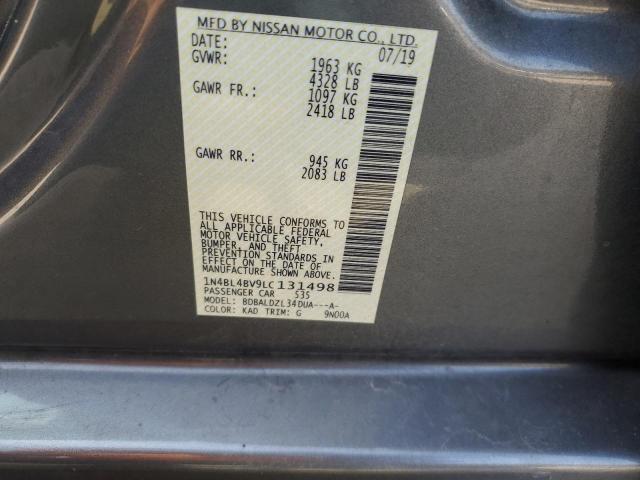 MFD BY NISSAN MOTOR CO., LTD.
DATE: 07/19
GVWR: 1963 KG
4328 LB
GAWR FR.: 1097 KG
2418 LB
GAWR RR.: 945 KG
2083 LB
THIS VEHICLE CONFORMS TO
ALL APPLICABLE FEDERAL
MOTOR VEHICLE SAFETY,
BUMPER, AND THEFT
PREVENTION STANDARDS IN
EFFECT ON THE DATE OF
MANUFACTURE SHOWN ABOVE.
1N4BL4BV9LC131498
PASSENGER CAR 535
MODEL: BDBALDZL34DUA---A-
COLOR: KAD TRIM: G 9N00A